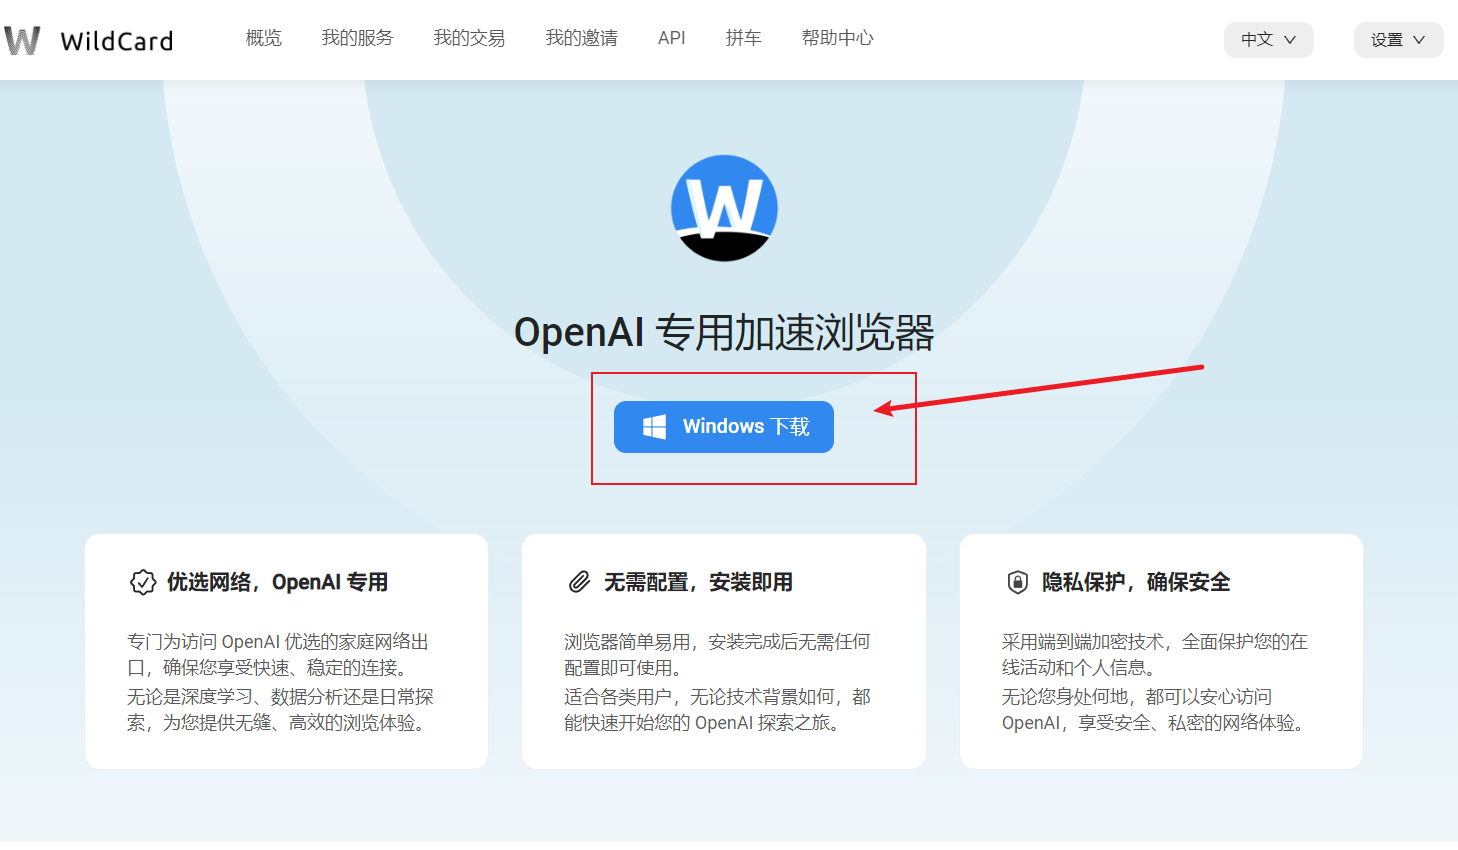 WildCard
概览
我的服务
我的交易
我的邀请
API
拼车
帮助中心
中文
设置
OpenAI 专用加速浏览器
Windows 下载
优选网络，OpenAI 专用
专门为访问 OpenAI 优选的家庭网络出
口，确保您享受快速、稳定的连接。
无论是深度学习、数据分析还是日常探
索，为您提供无缝、高效的浏览体验。
无需配置，安装即用
浏览器简单易用，安装完成后无需任何
配置即可使用。
适合各类用户，无论技术背景如何，都
能快速开始您的 OpenAI 探索之旅。
隐私保护，确保安全
采用端到端加密技术，全面保护您的在
线活动和个人信息。
无论您身处何地，都可以安心访问
OpenAI，享受安全、私密的网络体验。